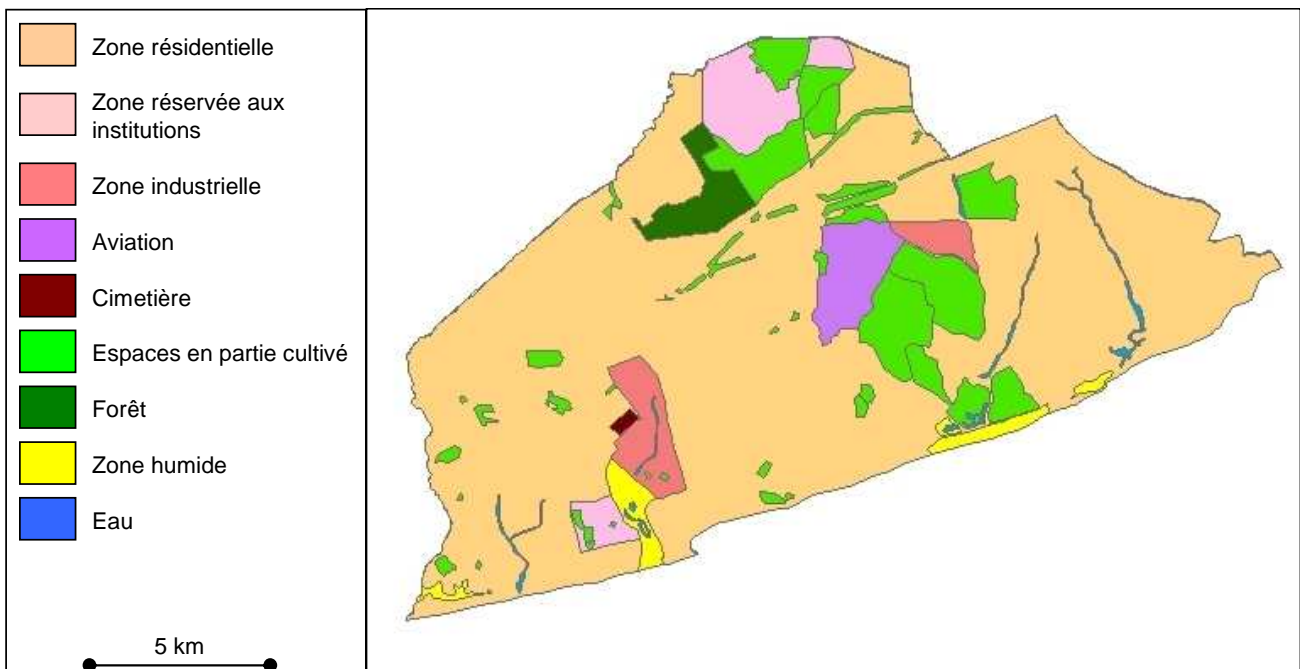 Zone résidentielle
Zone réservée aux
institutions
Zone industrielle
Aviation
Cimetière
Espaces en partie cultivé
Forêt
Zone humide
Eau
5 km